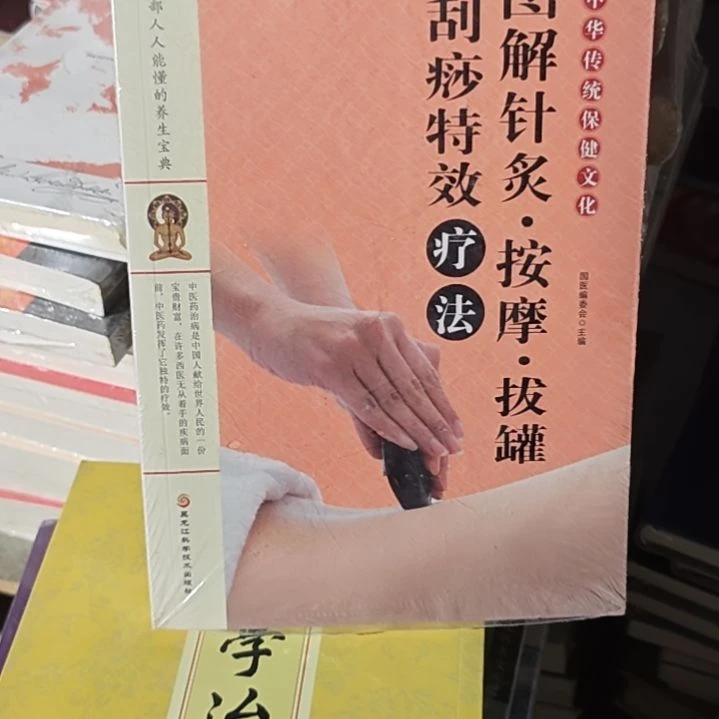 中华传统保健文化
图解针灸·按摩·拔罐
刮痧特效疗法
国医编委会◎主编
部人人能懂的养生宝典
中医药治病是中国人献给世界人民的一份
宝贵财富，在许多西医无从着手的疾病面
前，中医药发挥了它独特的疗效。
黑龙江科学技术出版社
學治